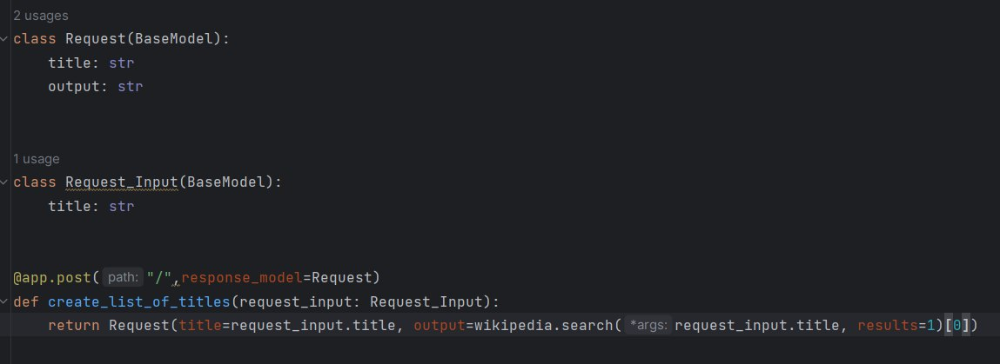 2 usages
class Request(BaseModel):
    title: str
    output: str
1 usage
class Request_Input(BaseModel):
    title: str
@app.post(path: "/",response_model=Request)
def create_list_of_titles(request_input: Request_Input):
    return Request(title=request_input.title, output=wikipedia.search(*args: request_input.title, results=1)[0])